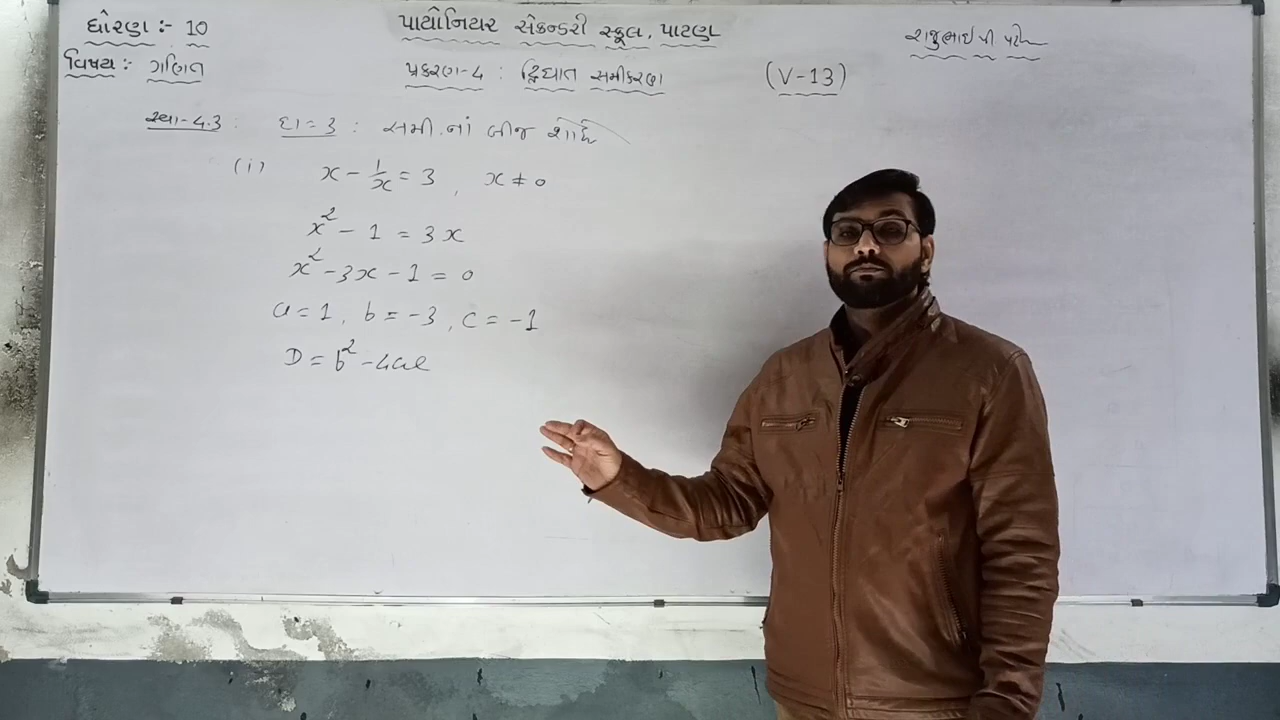 ધોરણ :- 10
પાયોનિયર સેકન્ડરી સ્કૂલ, પાટણ
રાજુભાઈ પી પટેલ
વિષય : ગણિત
પ્રકરણ-4 : દ્વિઘાત સમીકરણ (V-13)
સ્વા-4.3 : દા = 3 : સમી.નાં બીજ શોધો
(i) x - 1/x = 3, x ≠ 0
x² - 1 = 3x
x² - 3x - 1 = 0
a = 1, b = -3, c = -1
D = b² - 4ac